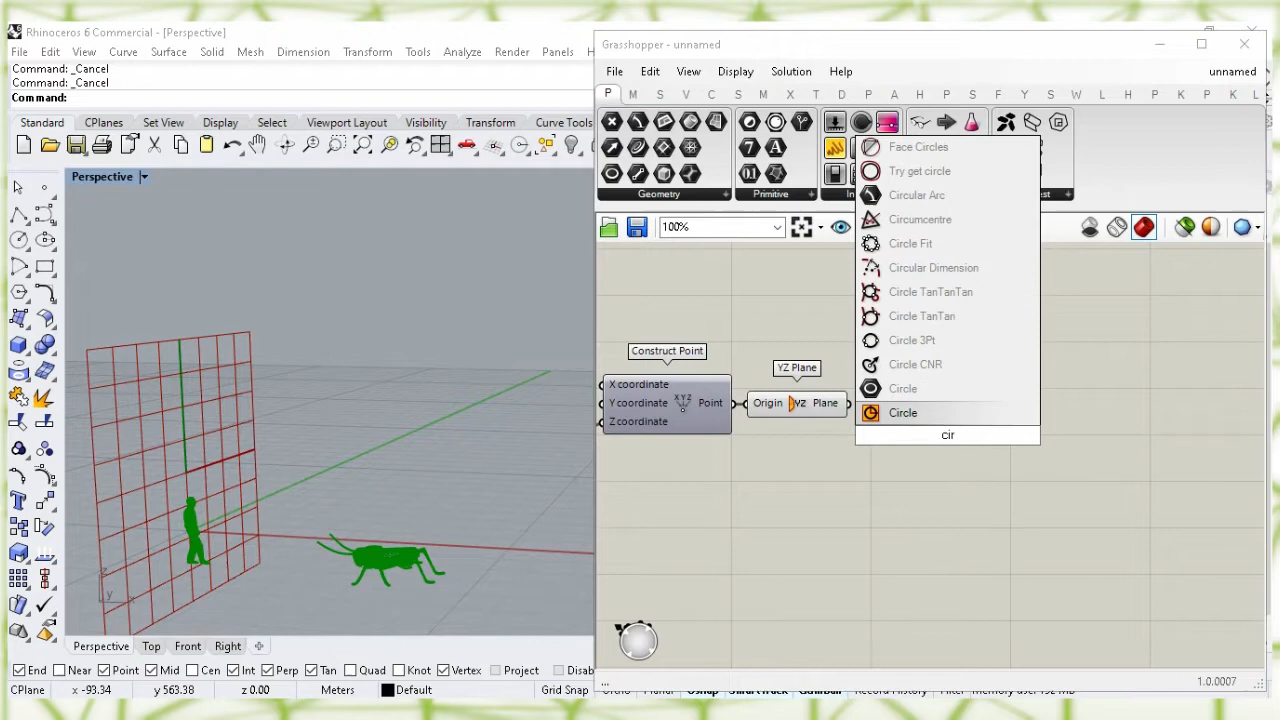 Rhinoceros 6 Commercial - [Perspective]
File Edit View Curve Surface Solid Mesh Dimension Transform Tools Analyze Render Panels
Command: _Cancel
Command: _Cancel
Command:
Standard CPlanes Set View Display Select Viewport Layout Visibility Transform Curve Tools
Perspective
z
y
x
Perspective Top Front Right
End Near Point Mid Cen Int Perp Tan Quad Knot Vertex Project Disab
CPlane x -93.34 y 563.38 z 0.00 Meters Default Grid Snap
Grasshopper - unnamed
File Edit View Display Solution Help unnamed
P M S V C S M X T D P A H P S F Y S W L H P K P K L
Geometry + Primitive + In
100%
Face Circles
Try get circle
Circular Arc
Circumcentre
Circle Fit
Circular Dimension
Circle TanTanTan
Circle TanTan
Circle 3Pt
Circle CNR
Circle
Circle
cir
Construct Point
X coordinate
Y coordinate
Z coordinate
XYZ
Point
YZ Plane
Origin YZ Plane
...
1.0.0007